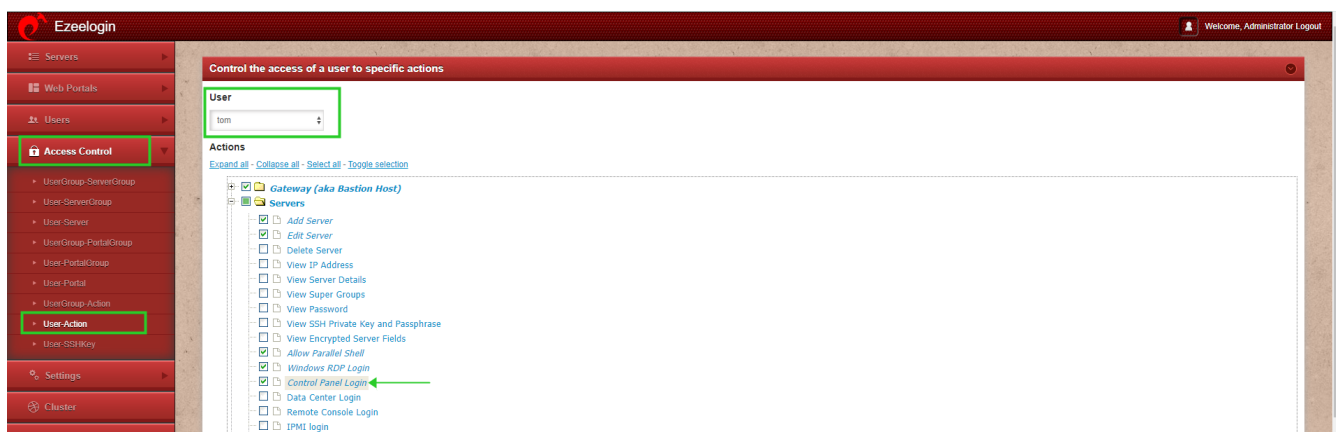 Ezeelogin
Welcome, Administrator Logout
Servers
Web Portals
Users
Access Control
UserGroup-ServerGroup
User-ServerGroup
User-Server
UserGroup-PortalGroup
User-PortalGroup
User-Portal
UserGroup-Action
User-Action
User-SSHKey
Settings
Cluster
Control the access of a user to specific actions
User
tom
Actions
Expand all - Collapse all - Select all - Toggle selection
Gateway (aka Bastion Host)
Servers
Add Server
Edit Server
Delete Server
View IP Address
View Server Details
View Super Groups
View Password
View SSH Private Key and Passphrase
View Encrypted Server Fields
Allow Parallel Shell
Windows RDP Login
Control Panel Login
Data Center Login
Remote Console Login
IPMI login